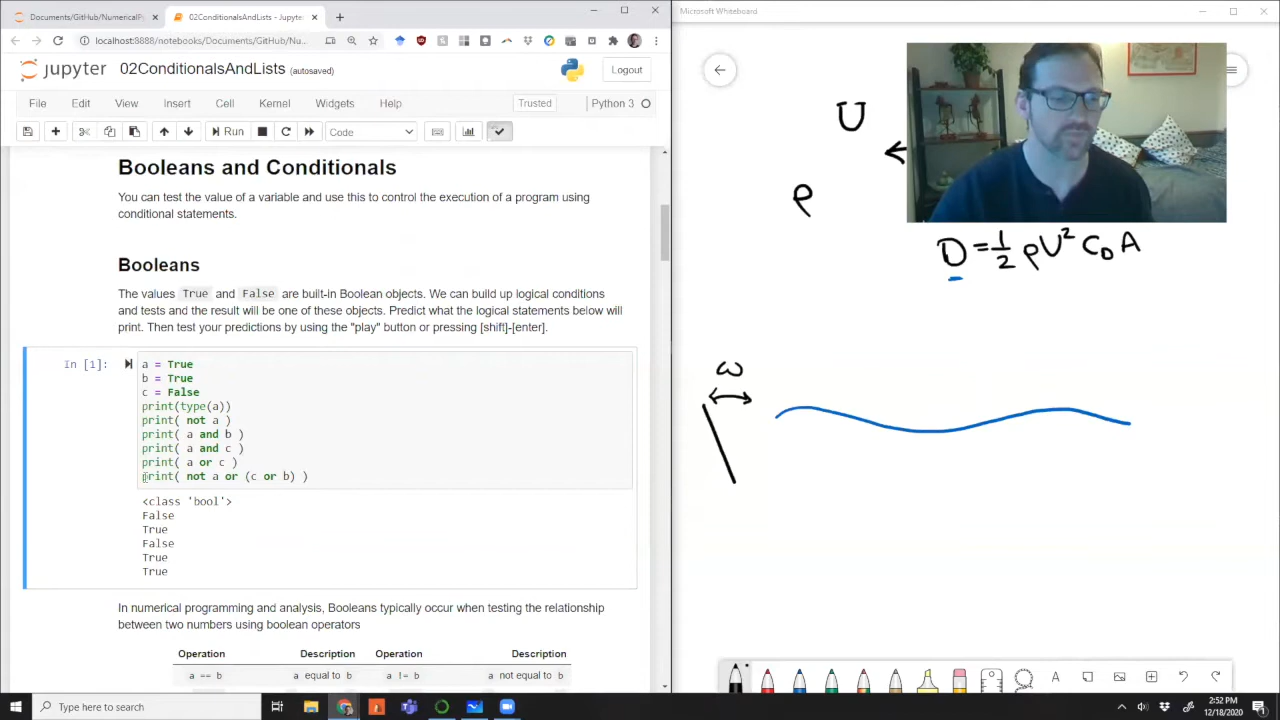 Documents/GitHub/NumericalPy
02ConditionalsAndLists - Jupyte
localhost:8888/notebooks/Documents/GitHub/Nu...
Microsoft Whiteboard
jupyter 02ConditionalsAndLists (autosaved)
Logout
File Edit View Insert Cell Kernel Widgets Help
Trusted
Python 3
Run
Code
Booleans and Conditionals
You can test the value of a variable and use this to control the execution of a program using
conditional statements.
Booleans
The values True and False are built-in Boolean objects. We can build up logical conditions
and tests and the result will be one of these objects. Predict what the logical statements below will
print. Then test your predictions by using the "play" button or pressing [shift]-[enter].
In [1]:
a = True
b = True
c = False
print(type(a))
print( not a )
print( a and b )
print( a and c )
print( a or c )
print( not a or (c or b) )
<class 'bool'>
False
True
False
True
True
In numerical programming and analysis, Booleans typically occur when testing the relationship
between two numbers using boolean operators
Operation Description Operation Description
a == b a equal to b a != b a not equal to b
U
ρ
D = 1/2 ρU² C_D A
ω
A
Type here to search
2:52 PM
12/18/2020
1